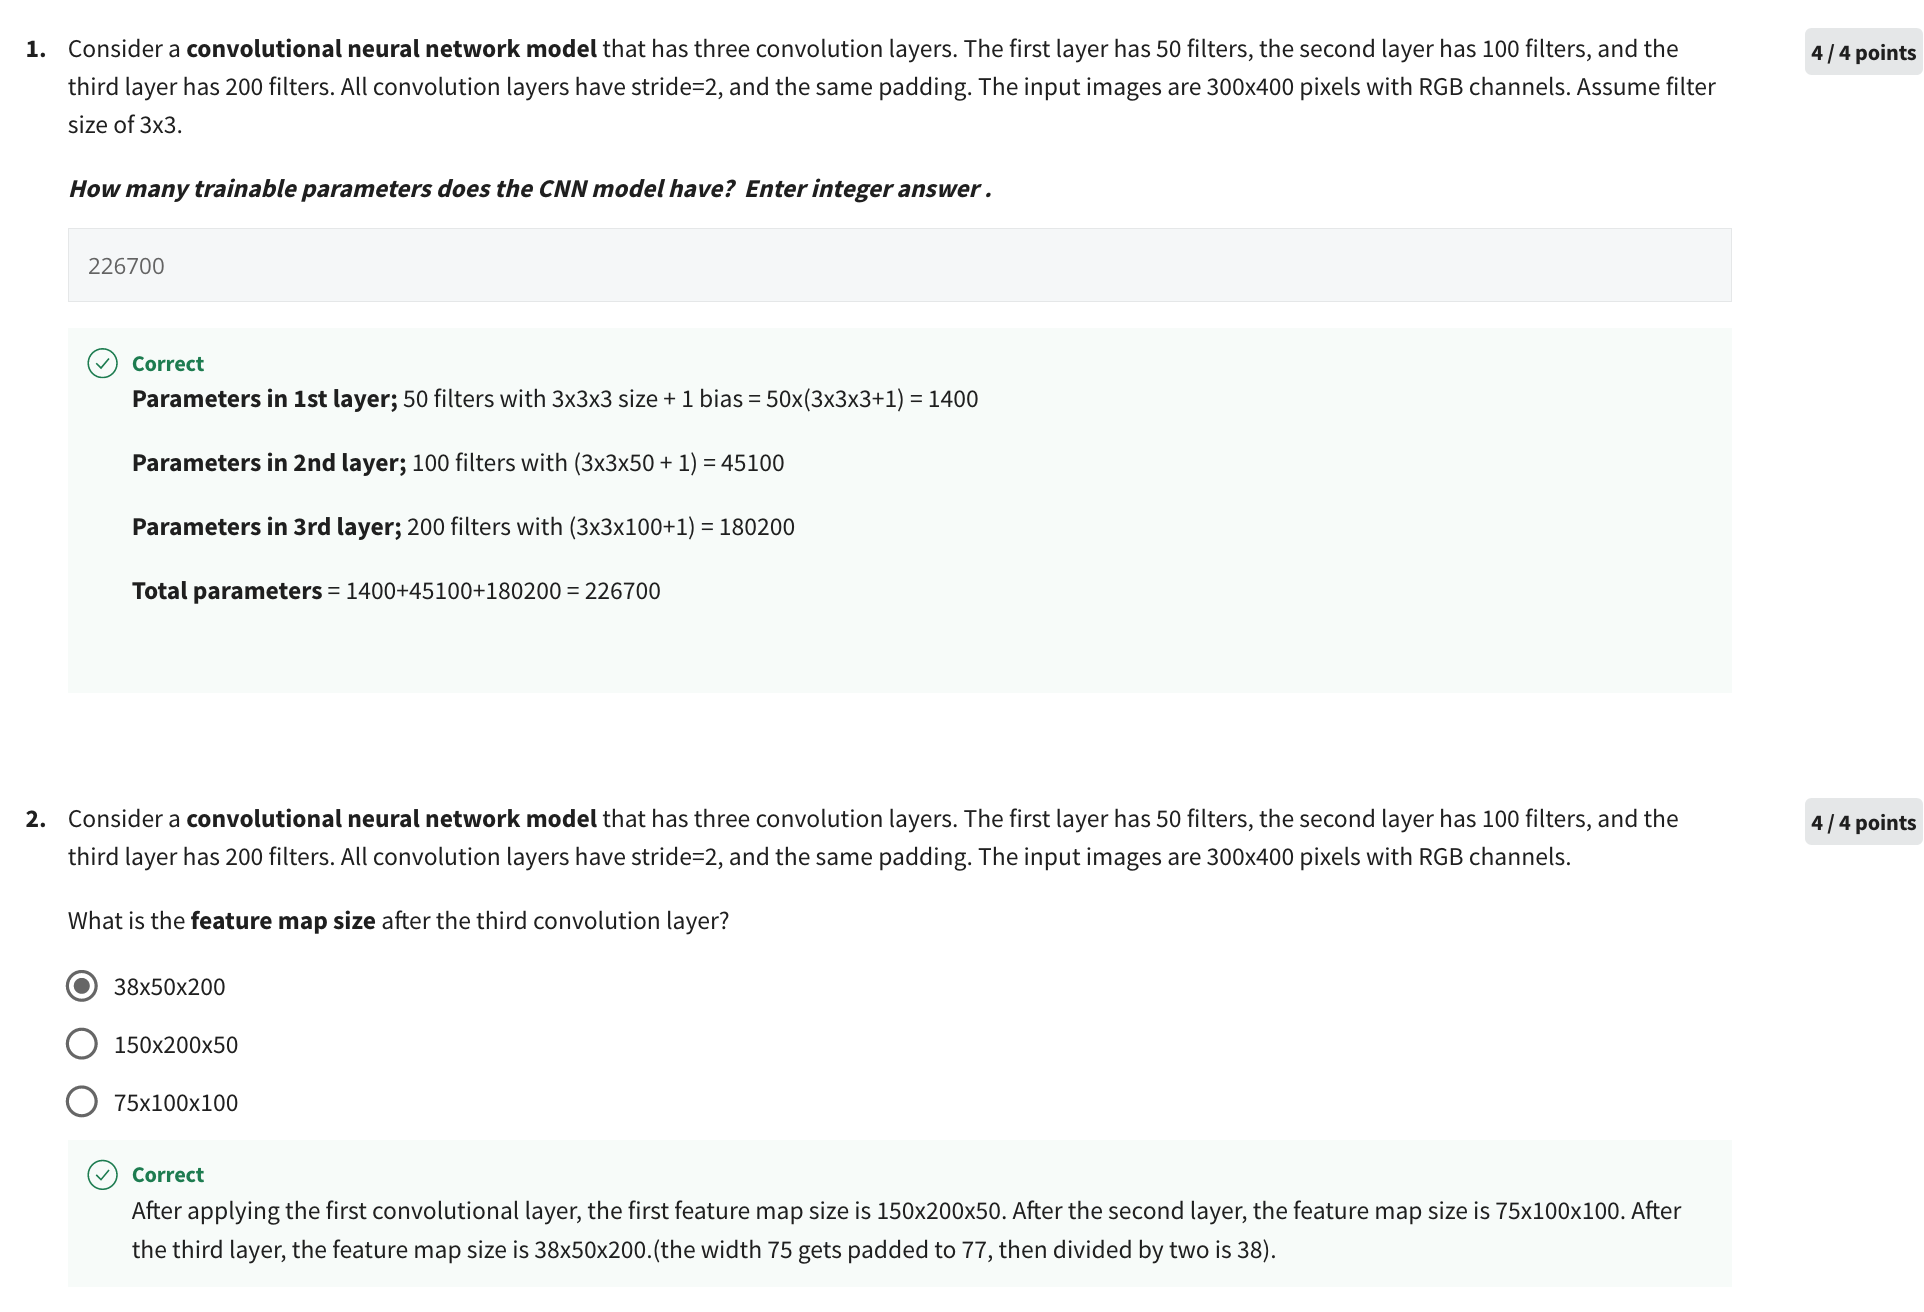 1. Consider a convolutional neural network model that has three convolution layers. The first layer has 50 filters, the second layer has 100 filters, and the
4 / 4 points
third layer has 200 filters. All convolution layers have stride=2, and the same padding. The input images are 300x400 pixels with RGB channels. Assume filter
size of 3x3.
How many trainable parameters does the CNN model have? Enter integer answer .
226700
Correct
Parameters in 1st layer; 50 filters with 3x3x3 size + 1 bias = 50x(3x3x3+1) = 1400
Parameters in 2nd layer; 100 filters with (3x3x50 + 1) = 45100
Parameters in 3rd layer; 200 filters with (3x3x100+1) = 180200
Total parameters = 1400+45100+180200 = 226700
2. Consider a convolutional neural network model that has three convolution layers. The first layer has 50 filters, the second layer has 100 filters, and the
4 / 4 points
third layer has 200 filters. All convolution layers have stride=2, and the same padding. The input images are 300x400 pixels with RGB channels.
What is the feature map size after the third convolution layer?
38x50x200
150x200x50
75x100x100
Correct
After applying the first convolutional layer, the first feature map size is 150x200x50. After the second layer, the feature map size is 75x100x100. After
the third layer, the feature map size is 38x50x200.(the width 75 gets padded to 77, then divided by two is 38).